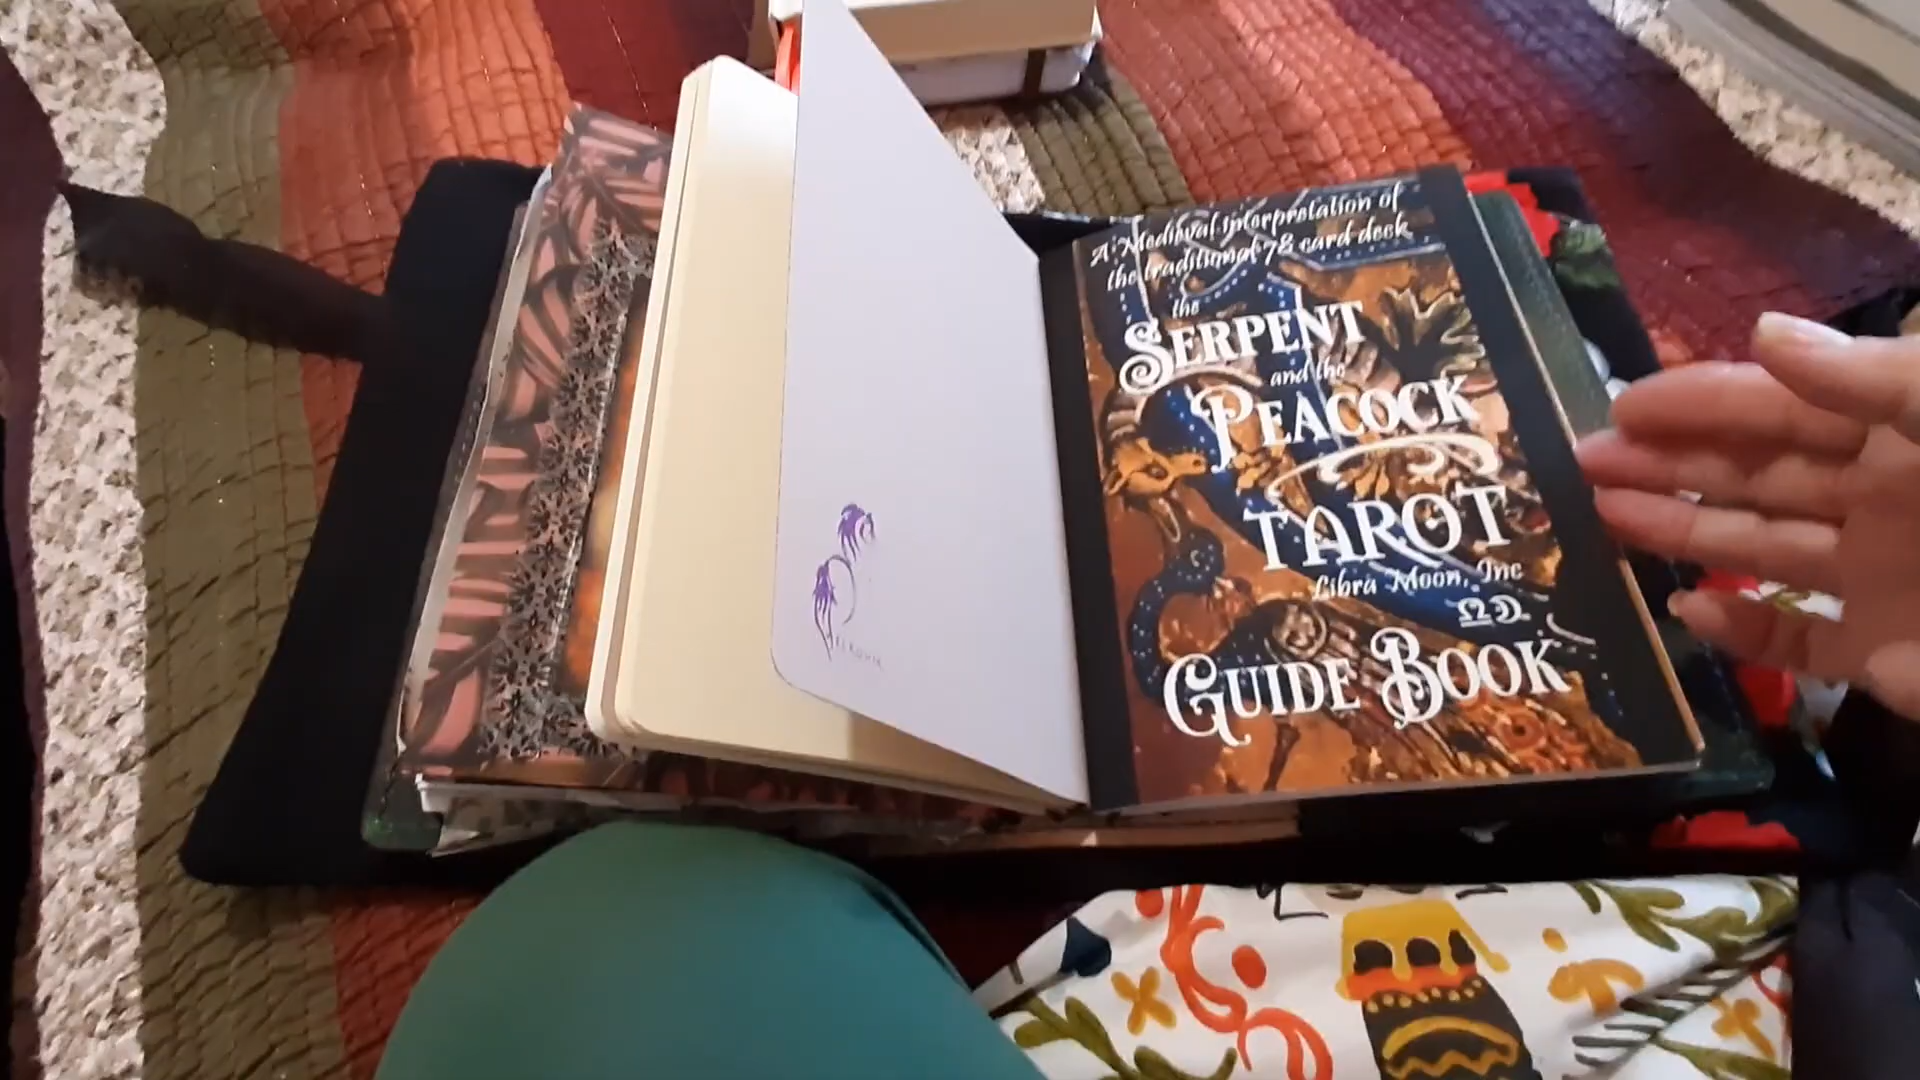 A Medieval interpretation of
the traditional 78 card deck
the
SERPENT
and the
PEACOCK
TAROT
Libra Moon, Inc
GUIDE BOOK